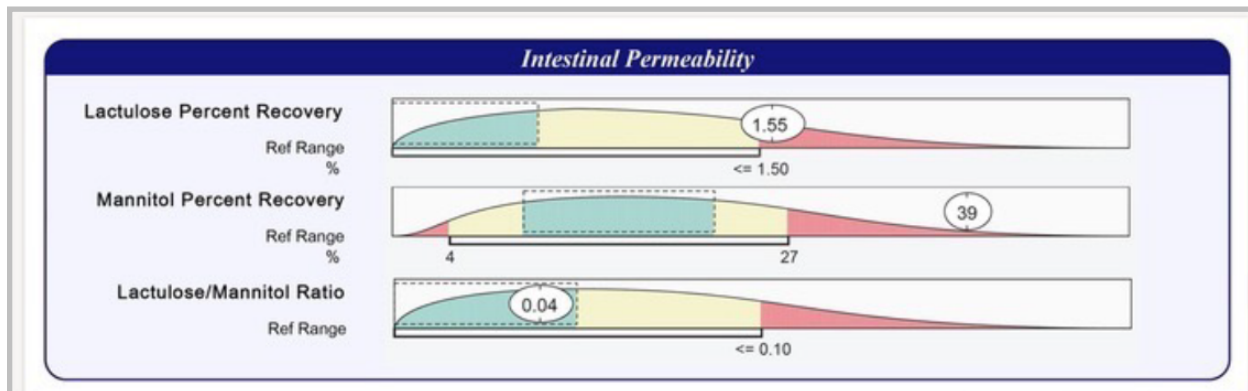 Intestinal Permeability
Lactulose Percent Recovery
1.55
Ref Range
%
<= 1.50
Mannitol Percent Recovery
39
Ref Range
%
4
27
Lactulose/Mannitol Ratio
0.04
Ref Range
<= 0.10